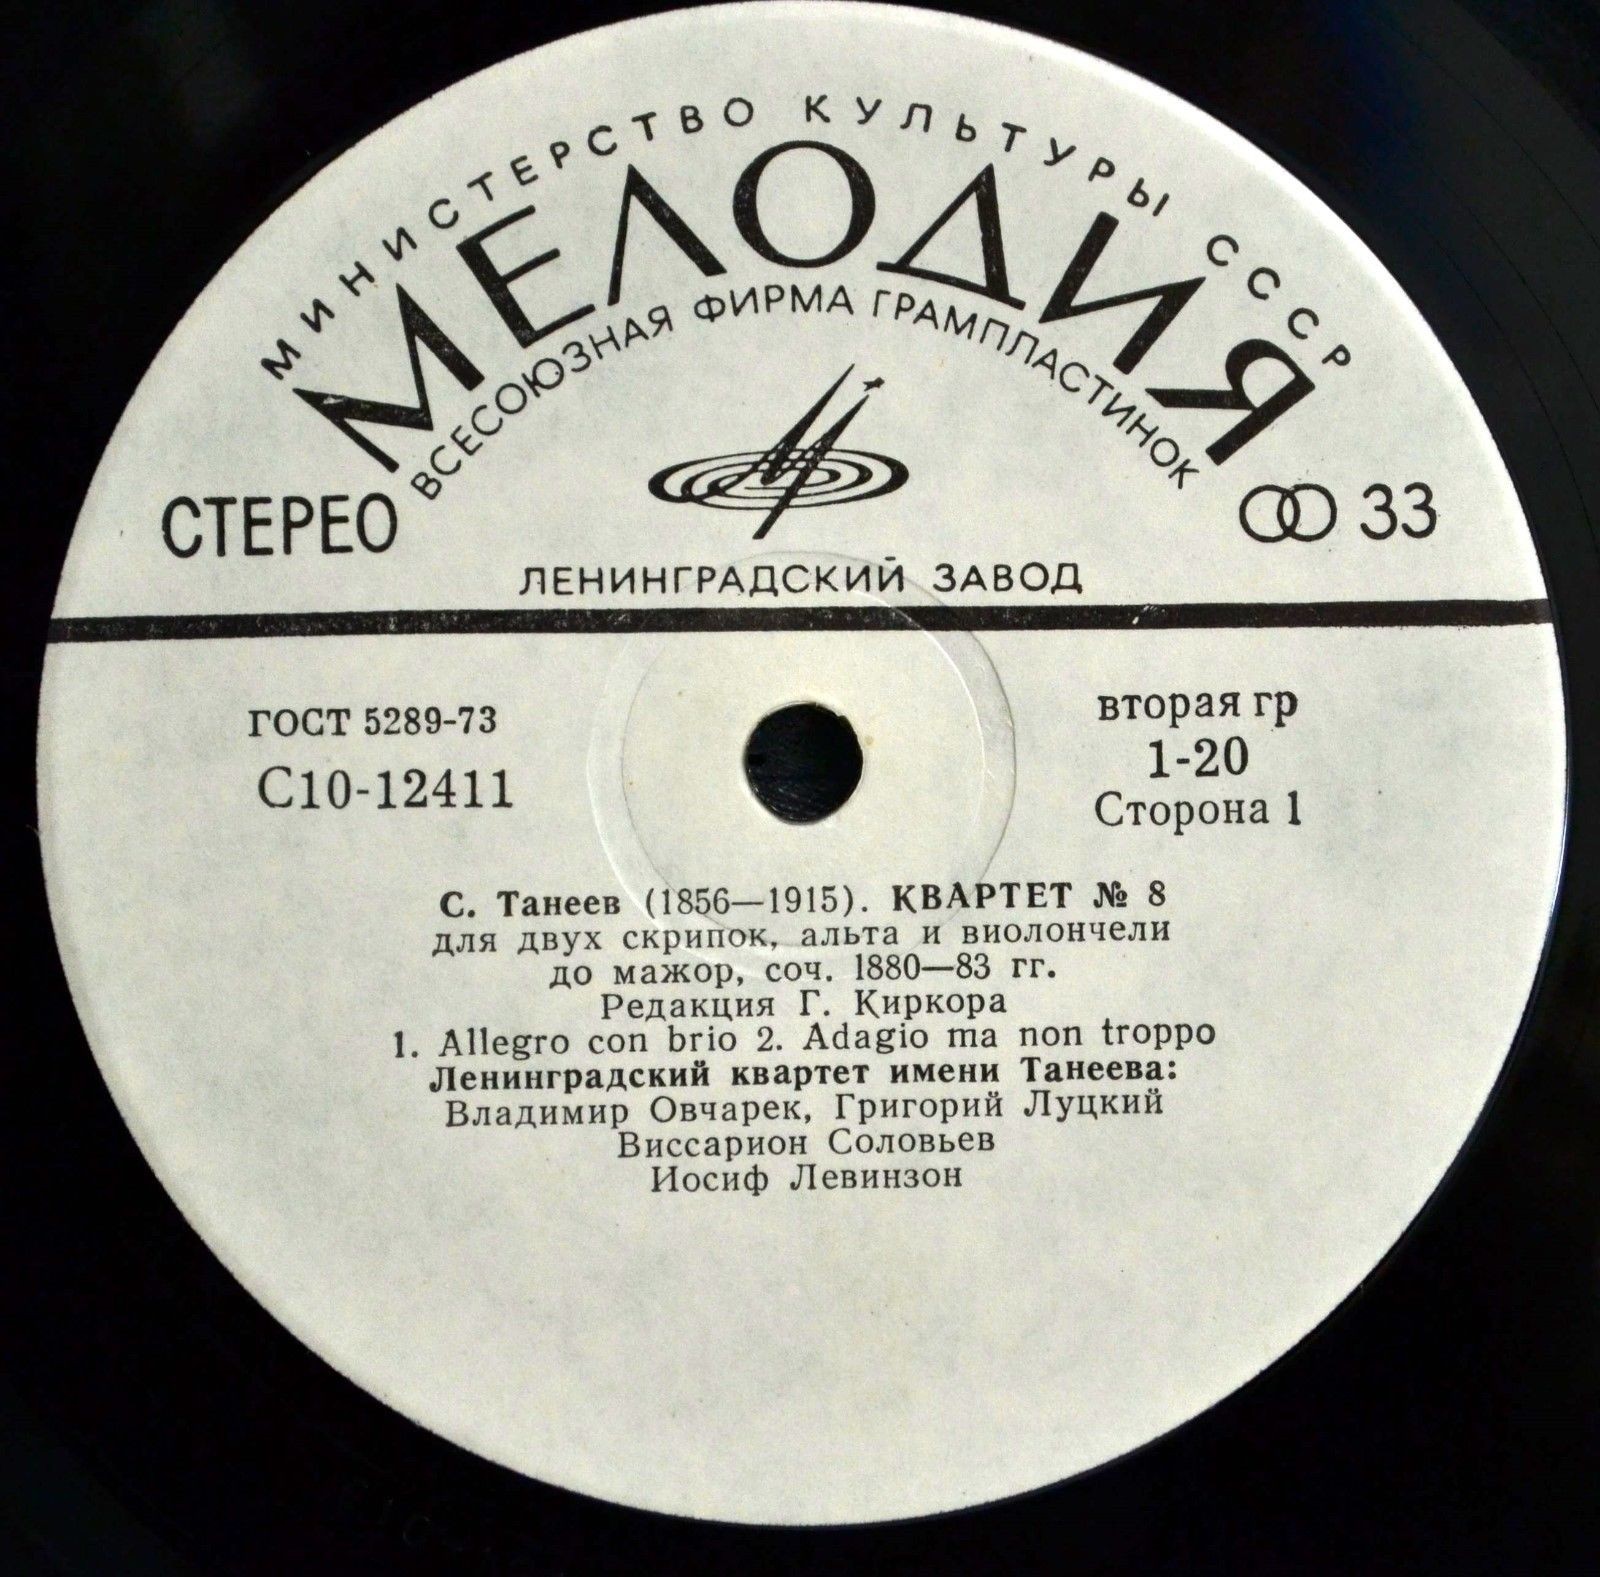 МИНИСТЕРСТВО КУЛЬТУРЫ СССР
МЕЛОДИЯ
ВСЕСОЮЗНАЯ ФИРМА ГРАМПЛАСТИНОК
СТЕРЕО
33
ЛЕНИНГРАДСКИЙ ЗАВОД
ГОСТ 5289-73
С10-12411
вторая гр
1-20
Сторона 1
С. Танеев (1856—1915). КВАРТЕТ № 8
для двух скрипок, альта и виолончели
до мажор, соч. 1880—83 гг.
Редакция Г. Киркора
1. Allegro con brio 2. Adagio ma non troppo
Ленинградский квартет имени Танеева:
Владимир Овчарек, Григорий Луцкий
Виссарион Соловьев
Иосиф Левинзон